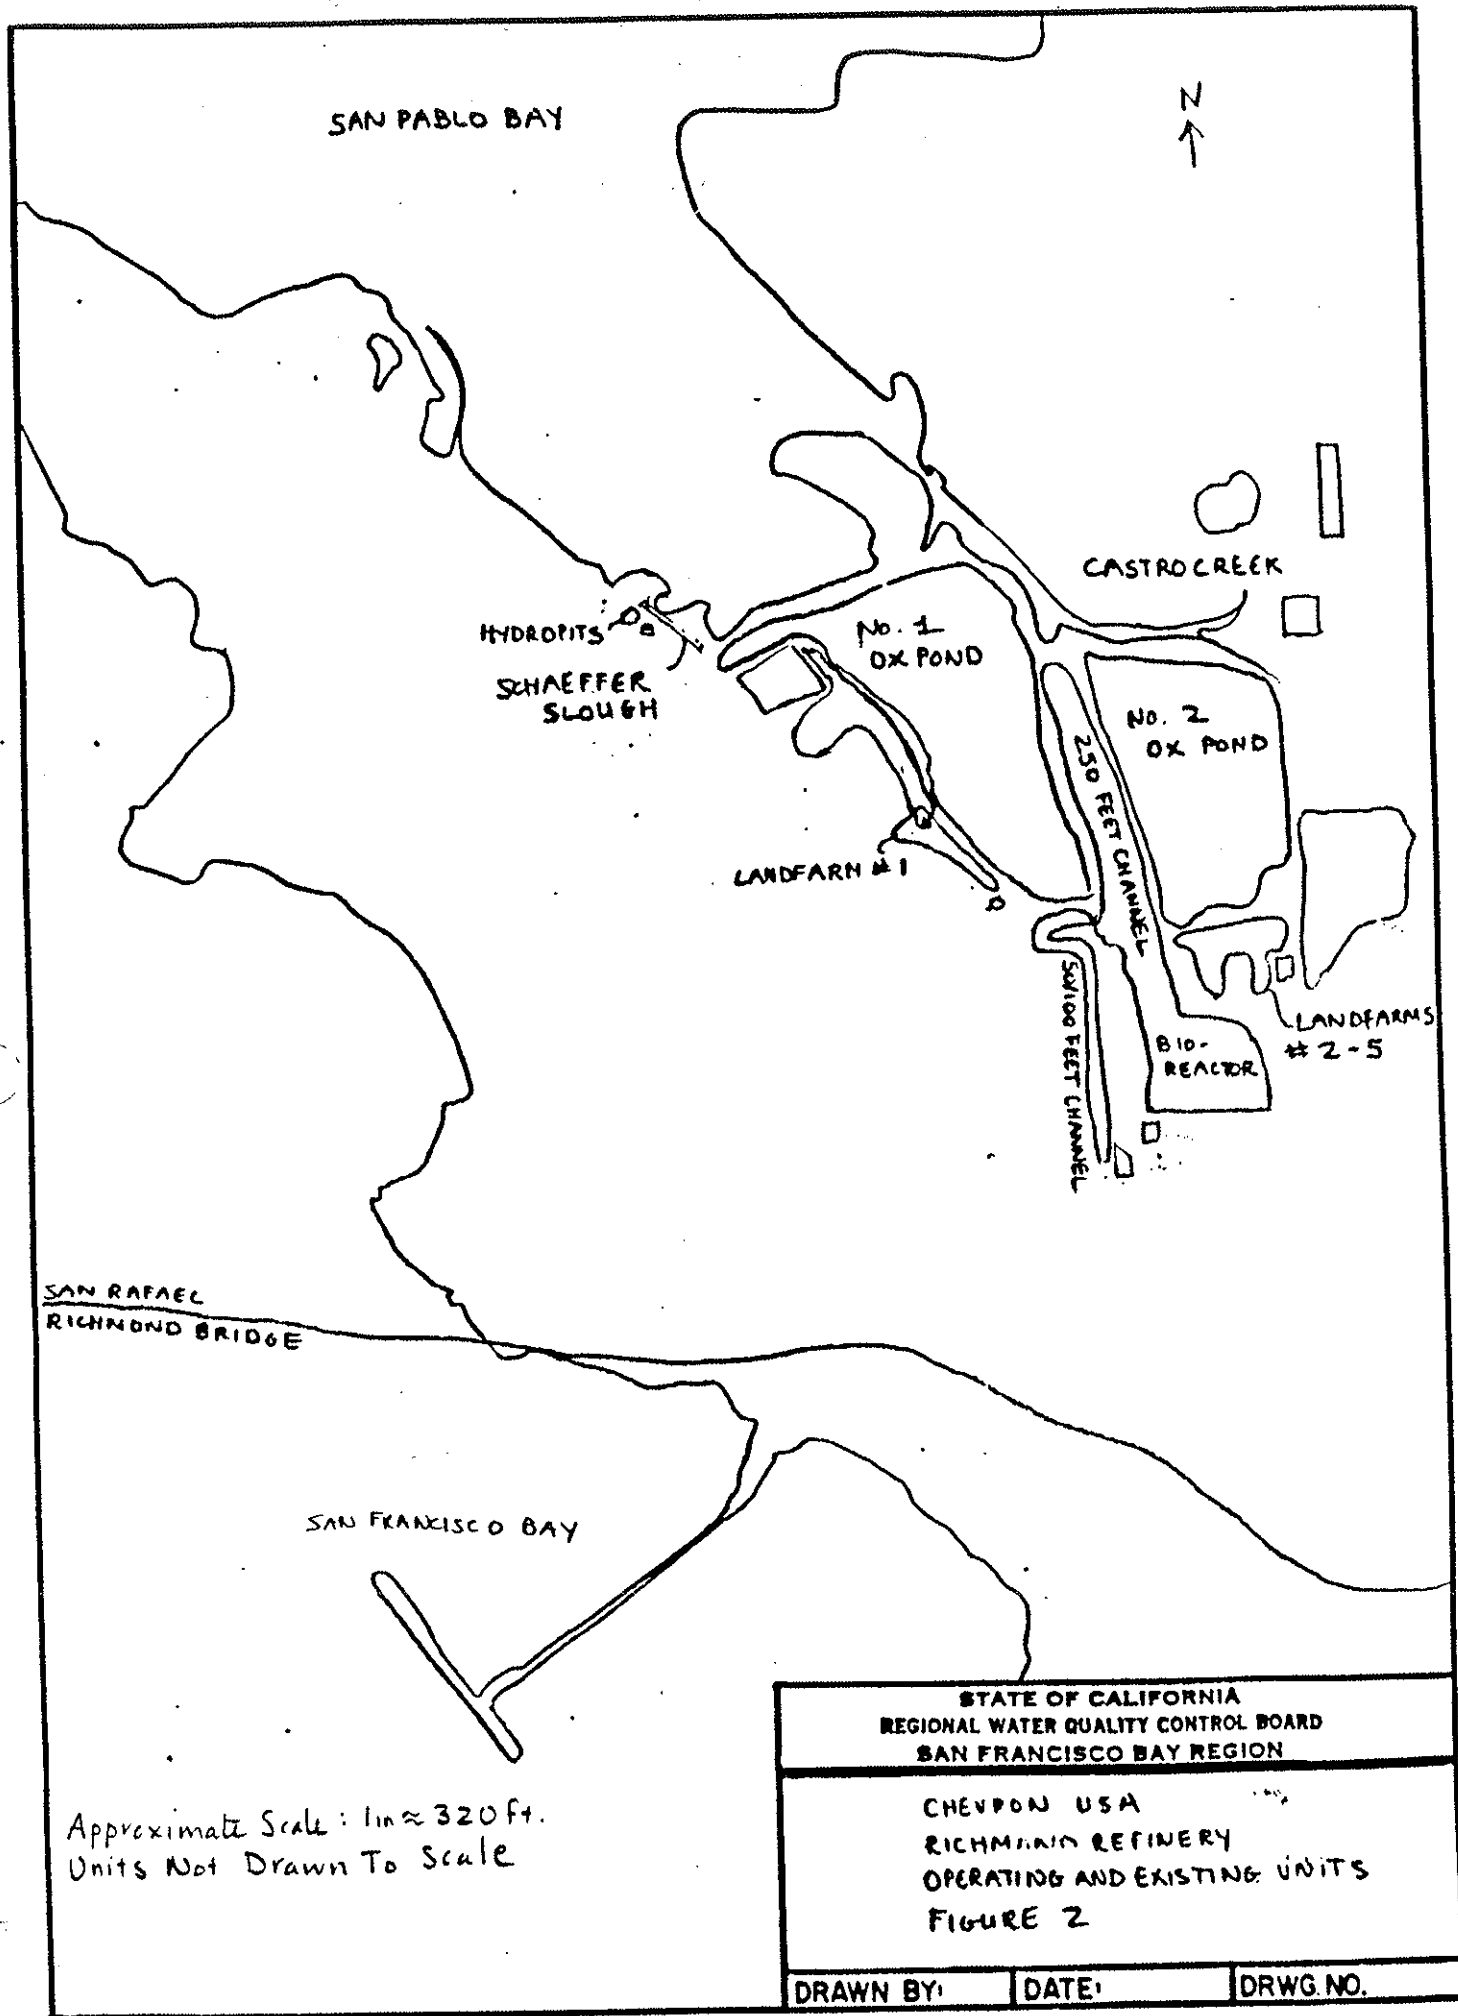 SAN PABLO BAY
N
CASTRO CREEK
HYDROPITS
SCHAEFFER
SLOUGH
No. 1
OX POND
No. 2
OX POND
250 FEET CHANNEL
LANDFARM #1
50/100 FEET CHANNEL
LANDFARMS
# 2-5
BIO-
REACTOR
SAN RAFAEL
RICHMOND BRIDGE
SAN FRANCISCO BAY
Approximate Scale: 1in ≈ 320 ft.
Units Not Drawn To Scale
STATE OF CALIFORNIA
REGIONAL WATER QUALITY CONTROL BOARD
SAN FRANCISCO BAY REGION
CHEVRON USA
RICHMOND REFINERY
OPERATING AND EXISTING UNITS
FIGURE 2
DRAWN BY:
DATE:
DRWG. NO.